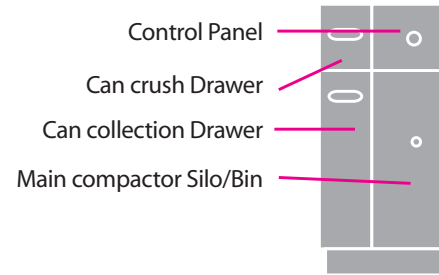 Control Panel
Can crush Drawer
Can collection Drawer
Main compactor Silo/Bin